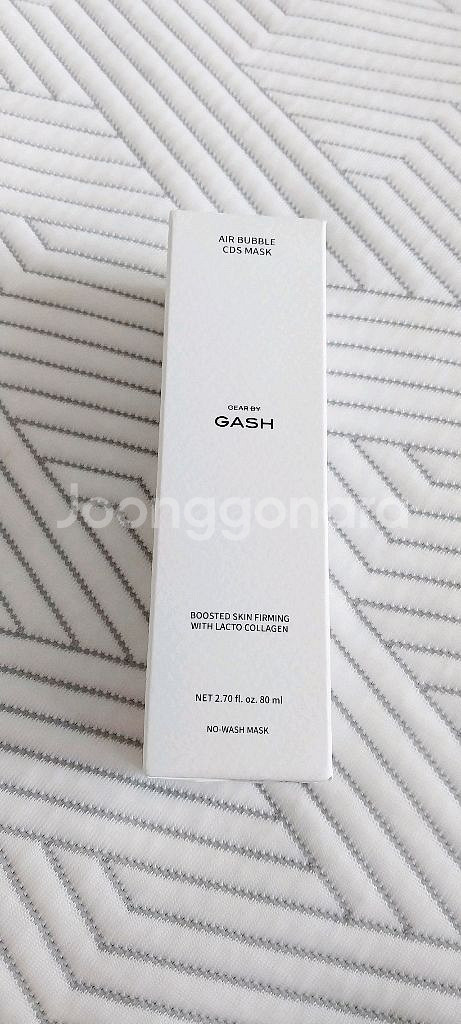 AIR BUBBLE
CDS MASK
GEAR BY
GASH
Joonggonara
BOOSTED SKIN FIRMING
WITH LACTO COLLAGEN
NET 2.70 fl. oz. 80 ml
NO-WASH MASK